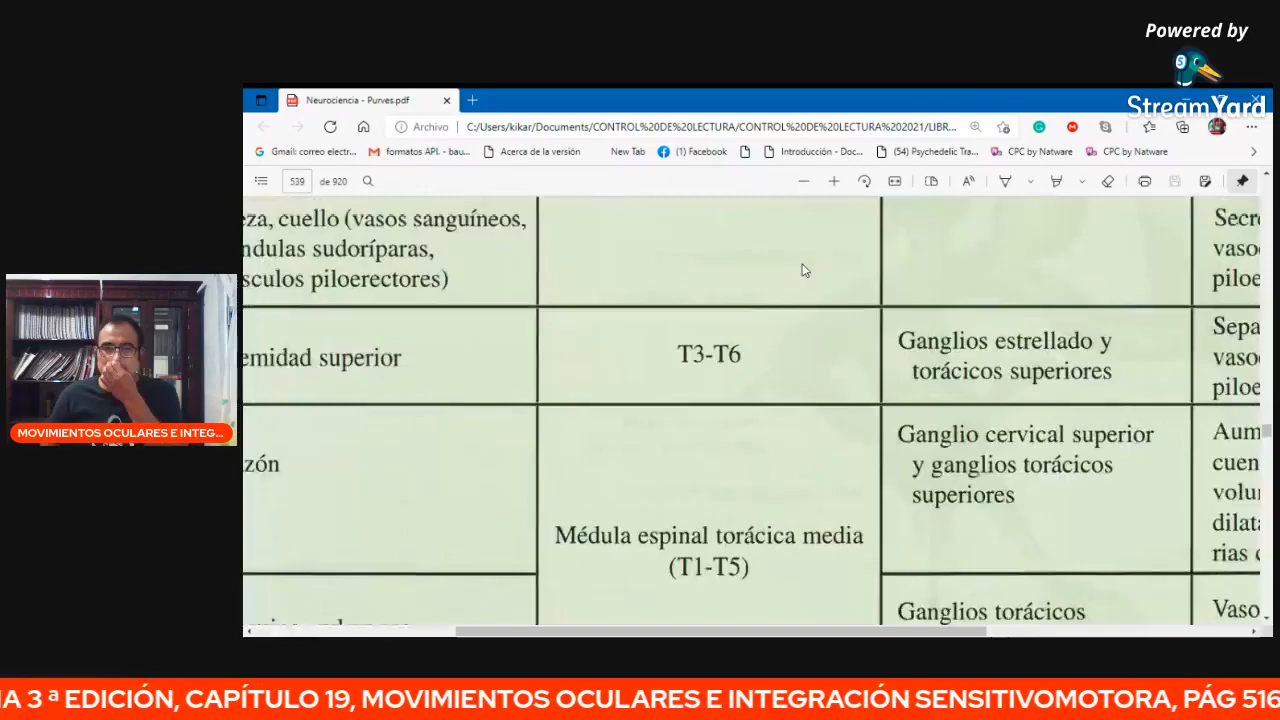 Powered by
S
StreamYard
Neurociencia - Purves.pdf
Archivo C:/Users/kikar/Documents/CONTROL%20DE%20LECTURA/CONTROL%20DE%20LECTURA%202021/LIBR...
Gmail: correo electr... formatos APL - bau... Acerca de la versión New Tab (1) Facebook Introducción - Doc... (54) Psychedelic Tra... CPC by Natware CPC by Natware
539 de 920
eza, cuello (vasos sanguíneos,
ndulas sudoríparas,
sculos piloerectores)
Secre
vaso
piloe
emidad superior
T3-T6
Ganglios estrellado y
torácicos superiores
Sepa
vaso
piloe
zón
Médula espinal torácica media
(T1-T5)
Ganglio cervical superior
y ganglios torácicos
superiores
Aum
cuen
volu
dilata
rias
Ganglios torácicos
Vaso
MOVIMIENTOS OCULARES E INTEG...
IA 3 ª EDICIÓN, CAPÍTULO 19, MOVIMIENTOS OCULARES E INTEGRACIÓN SENSITIVOMOTORA, PÁG 516